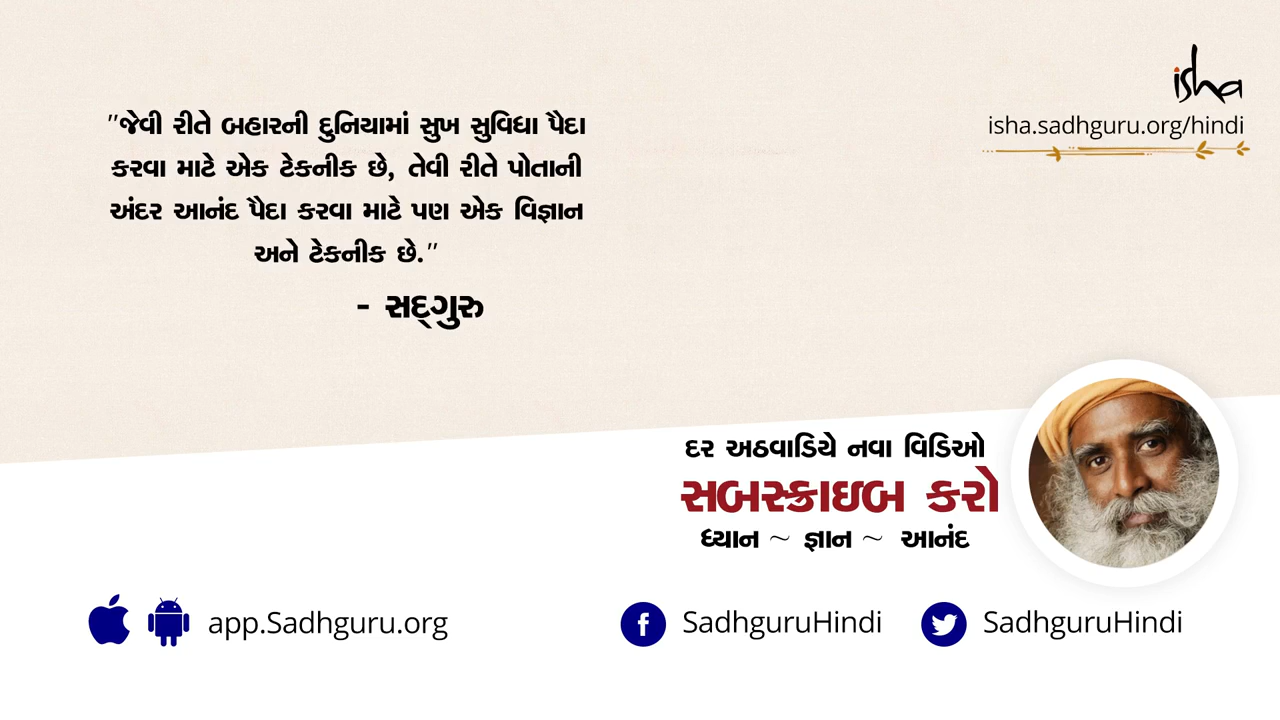 "જેવી રીતે બહારની દુનિયામાં સુખ સુવિધા પૈદા
કરવા માટે એક ટેકનીક છે, તેવી રીતે પોતાની
અંદર આનંદ પૈદા કરવા માટે પણ એક વિજ્ઞાન
અને ટેકનીક છે."
- સદ્‌ગુરુ
isha
isha.sadhguru.org/hindi
દર અઠવાડિયે નવા વિડિઓ
સબસ્ક્રાઇબ કરો
ધ્યાન ~ જ્ઞાન ~ આનંદ
app.Sadhguru.org
SadhguruHindi
SadhguruHindi